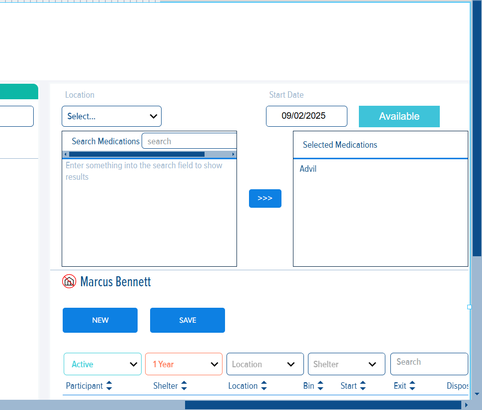 Location
Start Date
Select...
09/02/2025
Available
Search Medications
search
Selected Medications
Enter something into the search field to show
results
Advil
>>>
Marcus Bennett
NEW
SAVE
Active
1 Year
Location
Shelter
Search
Participant
Shelter
Location
Bin
Start
Exit
Dispos